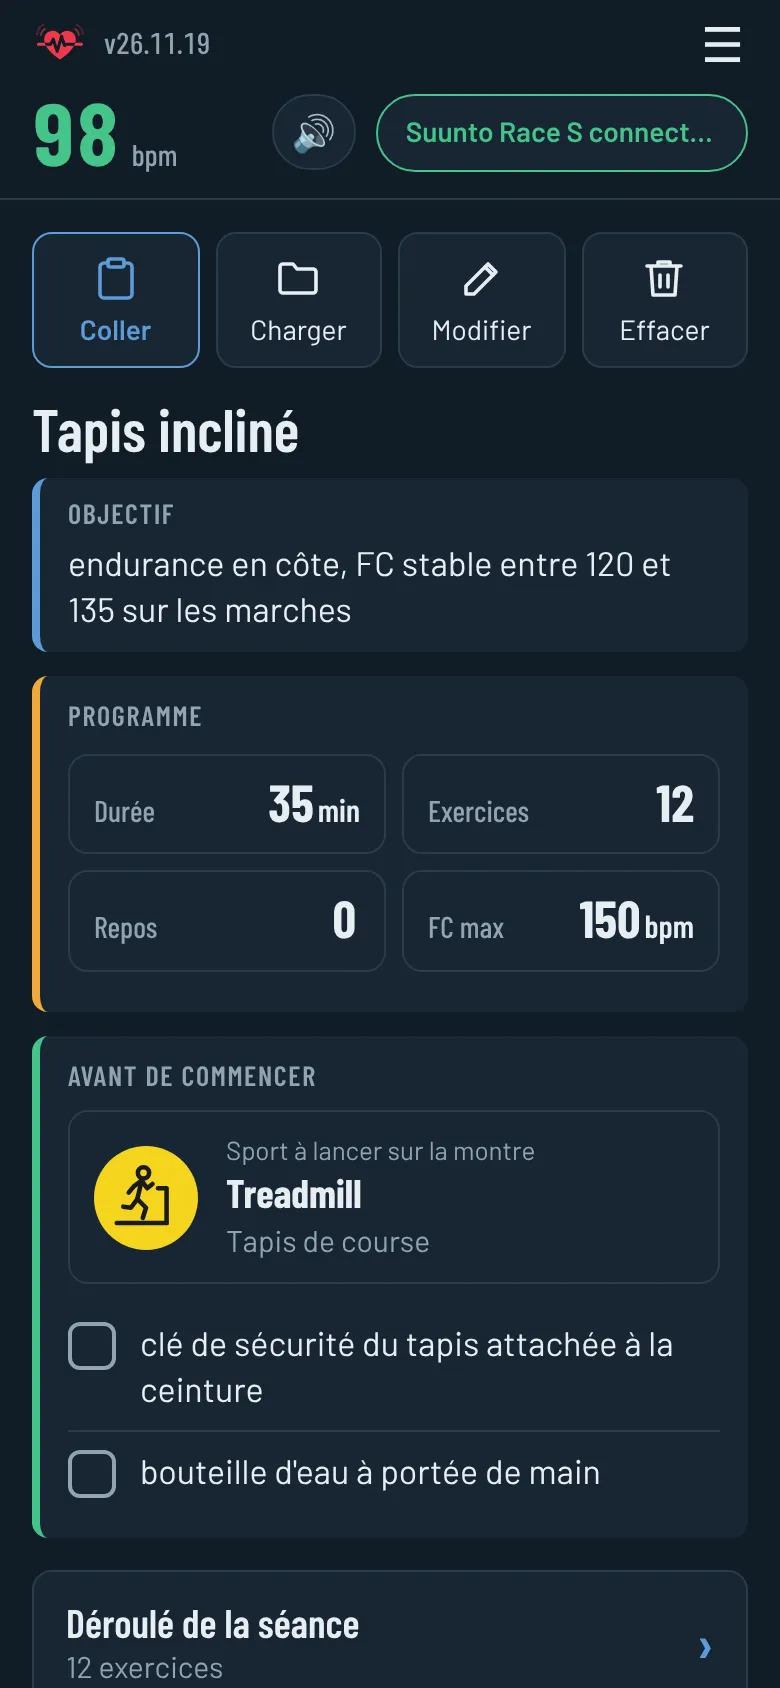 v26.11.19
98 bpm
Suunto Race S connect...
Coller
Charger
Modifier
Effacer
Tapis incliné
OBJECTIF
endurance en côte, FC stable entre 120 et
135 sur les marches
PROGRAMME
Durée 35 min
Exercices 12
Repos 0
FC max 150 bpm
AVANT DE COMMENCER
Sport à lancer sur la montre
Treadmill
Tapis de course
clé de sécurité du tapis attachée à la
ceinture
bouteille d'eau à portée de main
Déroulé de la séance
12 exercices